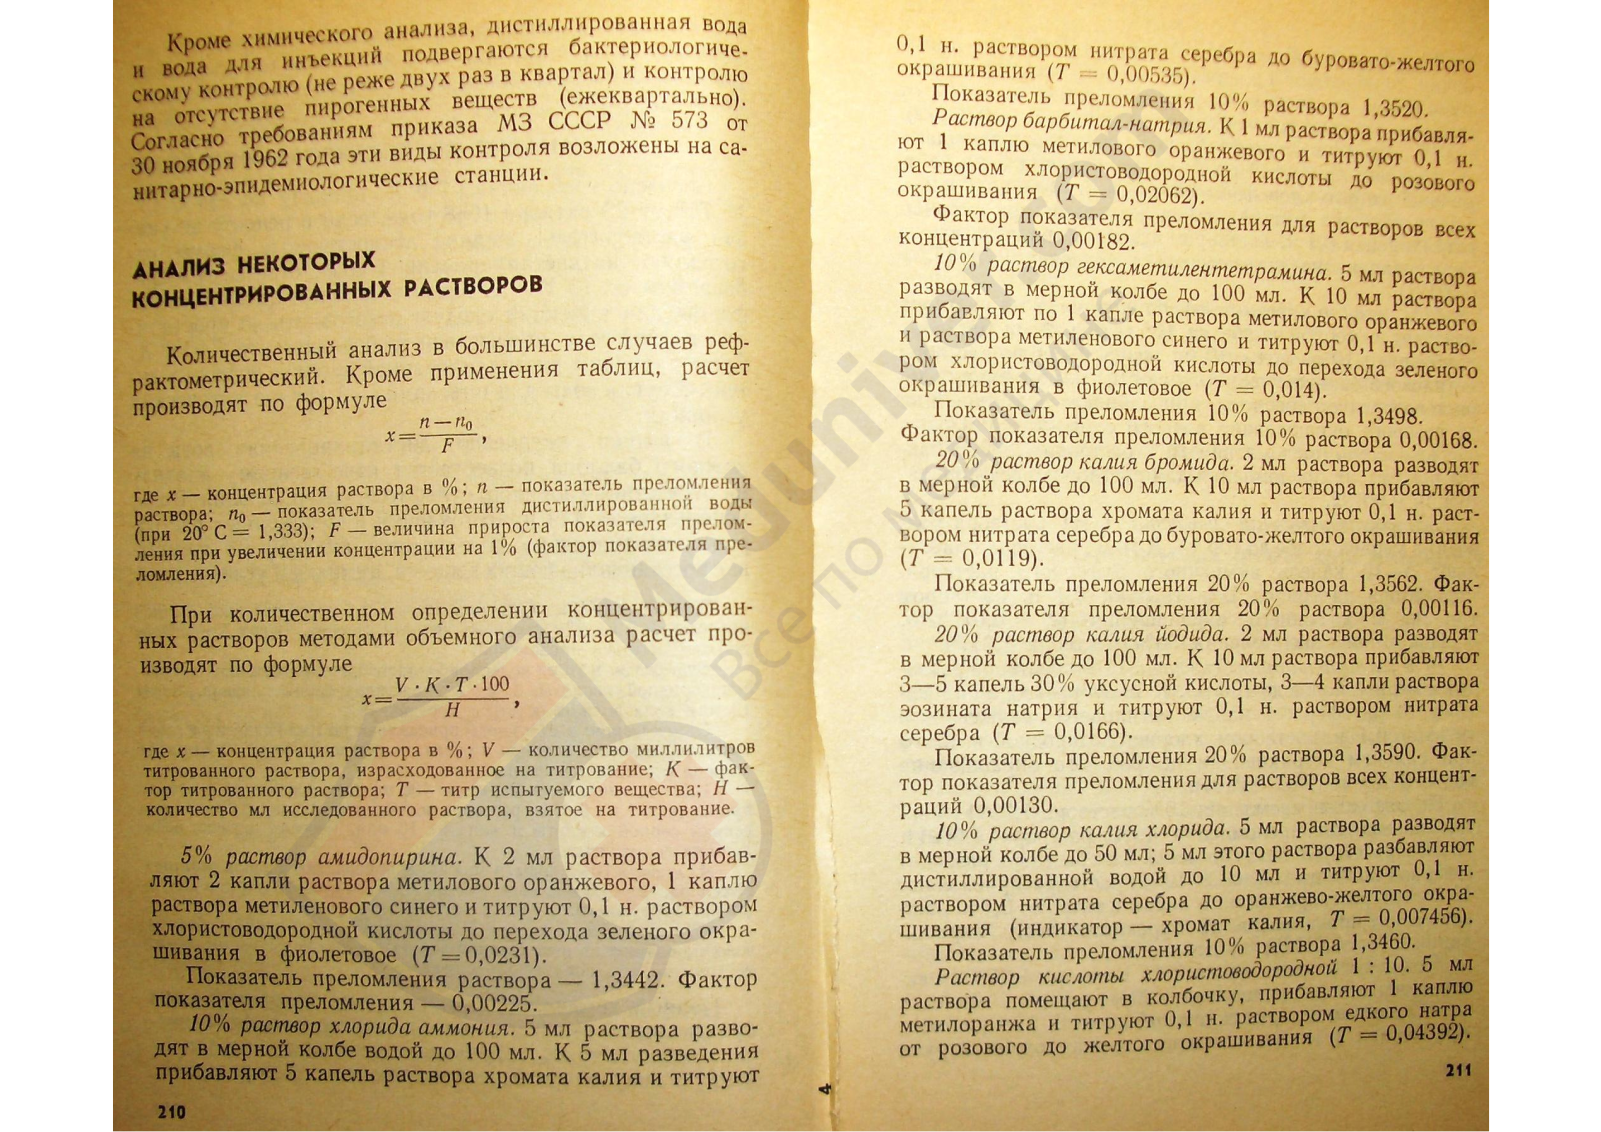 Кроме химического анализа, дистиллированная вода
и вода для инъекций подвергаются бактериологиче-
скому контролю (не реже двух раз в квартал) и контролю
на отсутствие пирогенных веществ (ежеквартально).
Согласно требованиям приказа МЗ СССР № 573 от
30 ноября 1962 года эти виды контроля возложены на са-
нитарно-эпидемиологические станции.
АНАЛИЗ НЕКОТОРЫХ
КОНЦЕНТРИРОВАННЫХ РАСТВОРОВ
Количественный анализ в большинстве случаев реф-
рактометрический. Кроме применения таблиц, расчет
производят по формуле
x = (n — n₀) / F ,
где x — концентрация раствора в %; n — показатель преломления
раствора; n₀ — показатель преломления дистиллированной воды
(при 20° С = 1,333); F — величина прироста показателя прелом-
ления при увеличении концентрации на 1% (фактор показателя пре-
ломления).
При количественном определении концентрирован-
ных растворов методами объемного анализа расчет про-
изводят по формуле
x = (V · K · T · 100) / H ,
где x — концентрация раствора в %; V — количество миллилитров
титрованного раствора, израсходованное на титрование; K — фак-
тор титрованного раствора; T — титр испытуемого вещества; H —
количество мл исследованного раствора, взятое на титрование.
5% раствор амидопирина. К 2 мл раствора прибав-
ляют 2 капли раствора метилового оранжевого, 1 каплю
раствора метиленового синего и титруют 0,1 н. раствором
хлористоводородной кислоты до перехода зеленого окра-
шивания в фиолетовое (T = 0,0231).
Показатель преломления раствора — 1,3442. Фактор
показателя преломления — 0,00225.
10% раствор хлорида аммония. 5 мл раствора разво-
дят в мерной колбе водой до 100 мл. К 5 мл разведения
прибавляют 5 капель раствора хромата калия и титруют
210
0,1 н. раствором нитрата серебра до буровато-желтого
окрашивания (T = 0,00535).
Показатель преломления 10% раствора 1,3520.
Раствор барбитал-натрия. К 1 мл раствора прибавля-
ют 1 каплю метилового оранжевого и титруют 0,1 н.
раствором хлористоводородной кислоты до розового
окрашивания (T = 0,02062).
Фактор показателя преломления для растворов всех
концентраций 0,00182.
10% раствор гексаметилентетрамина. 5 мл раствора
разводят в мерной колбе до 100 мл. К 10 мл раствора
прибавляют по 1 капле раствора метилового оранжевого
и раствора метиленового синего и титруют 0,1 н. раство-
ром хлористоводородной кислоты до перехода зеленого
окрашивания в фиолетовое (T = 0,014).
Показатель преломления 10% раствора 1,3498.
Фактор показателя преломления 10% раствора 0,00168.
20% раствор калия бромида. 2 мл раствора разводят
в мерной колбе до 100 мл. К 10 мл раствора прибавляют
5 капель раствора хромата калия и титруют 0,1 н. раст-
вором нитрата серебра до буровато-желтого окрашивания
(T = 0,0119).
Показатель преломления 20% раствора 1,3562. Фак-
тор показателя преломления 20% раствора 0,00116.
20% раствор калия йодида. 2 мл раствора разводят
в мерной колбе до 100 мл. К 10 мл раствора прибавляют
3—5 капель 30% уксусной кислоты, 3—4 капли раствора
эозината натрия и титруют 0,1 н. раствором нитрата
серебра (T = 0,0166).
Показатель преломления 20% раствора 1,3590. Фак-
тор показателя преломления для растворов всех концент-
раций 0,00130.
10% раствор калия хлорида. 5 мл раствора разводят
в мерной колбе до 50 мл; 5 мл этого раствора разбавляют
дистиллированной водой до 10 мл и титруют 0,1 н.
раствором нитрата серебра до оранжево-желтого окра-
шивания (индикатор — хромат калия, T = 0,007456).
Показатель преломления 10% раствора 1,3460.
Раствор кислоты хлористоводородной 1 : 10. 5 мл
раствора помещают в колбочку, прибавляют 1 каплю
метилоранжа и титруют 0,1 н. раствором едкого натра
от розового до желтого окрашивания (T = 0,04392).
211